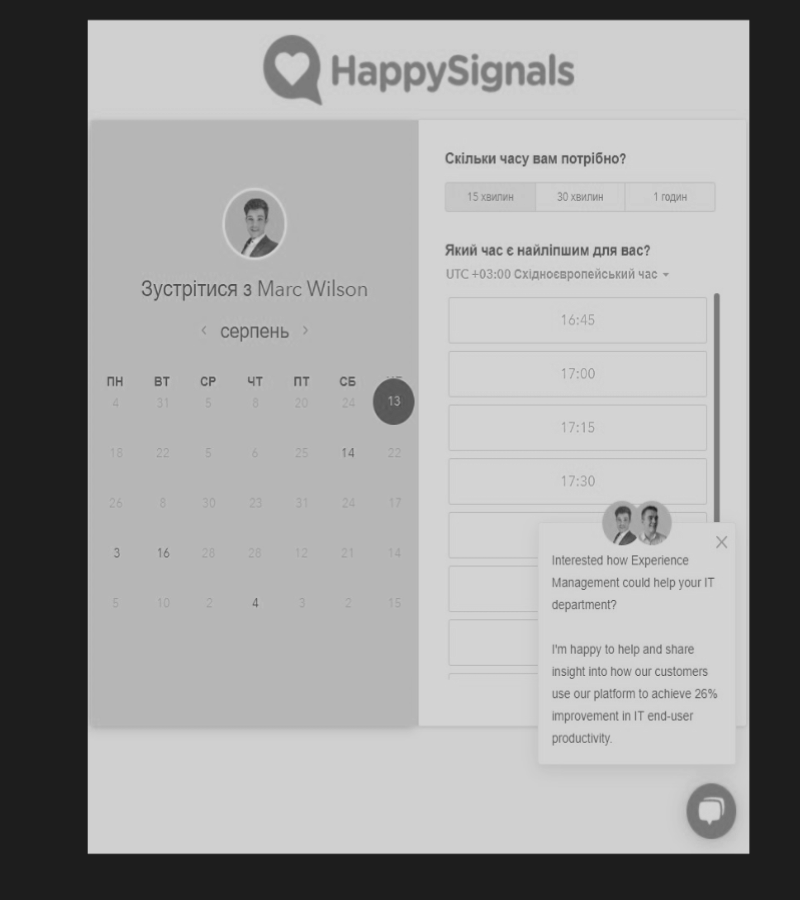 HappySignals
Зустрітися з Marc Wilson
серпень
ПН ВТ СР ЧТ ПТ СБ
4 31 5 8 20 24 13
18 22 5 6 25 14 22
26 8 30 23 31 24 17
3 16 28 28 12 21 14
5 10 2 4 3 2 15
Скільки часу вам потрібно?
15 хвилин 30 хвилин 1 годин
Який час є найліпшим для вас?
UTC +03:00 Східноєвропейський час
16:45
17:00
17:15
17:30
Interested how Experience
Management could help your IT
department?
I'm happy to help and share
insight into how our customers
use our platform to achieve 26%
improvement in IT end-user
productivity.